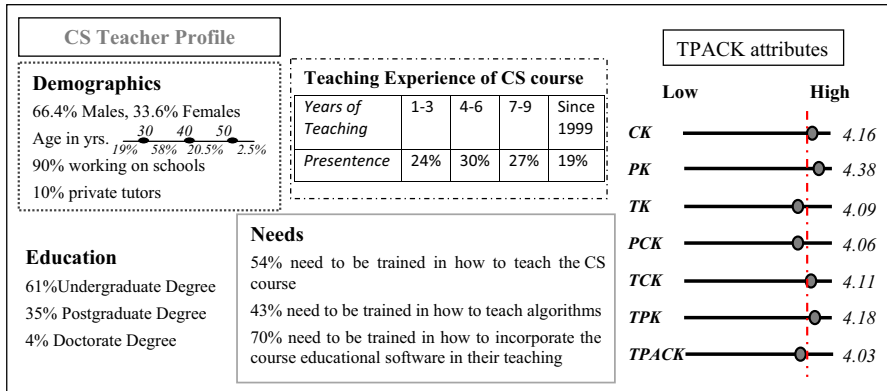 CS Teacher Profile
Demographics
66.4% Males, 33.6% Females
Age in yrs.
30 40 50
19% 58% 20.5% 2.5%
90% working on schools
10% private tutors
Teaching Experience of CS course
Years of Teaching 1-3 4-6 7-9 Since 1999
Presentence 24% 30% 27% 19%
Education
61%Undergraduate Degree
35% Postgraduate Degree
4% Doctorate Degree
Needs
54% need to be trained in how to teach the CS
course
43% need to be trained in how to teach algorithms
70% need to be trained in how to incorporate the
course educational software in their teaching
TPACK attributes
Low High
CK 4.16
PK 4.38
TK 4.09
PCK 4.06
TCK 4.11
TPK 4.18
TPACK 4.03